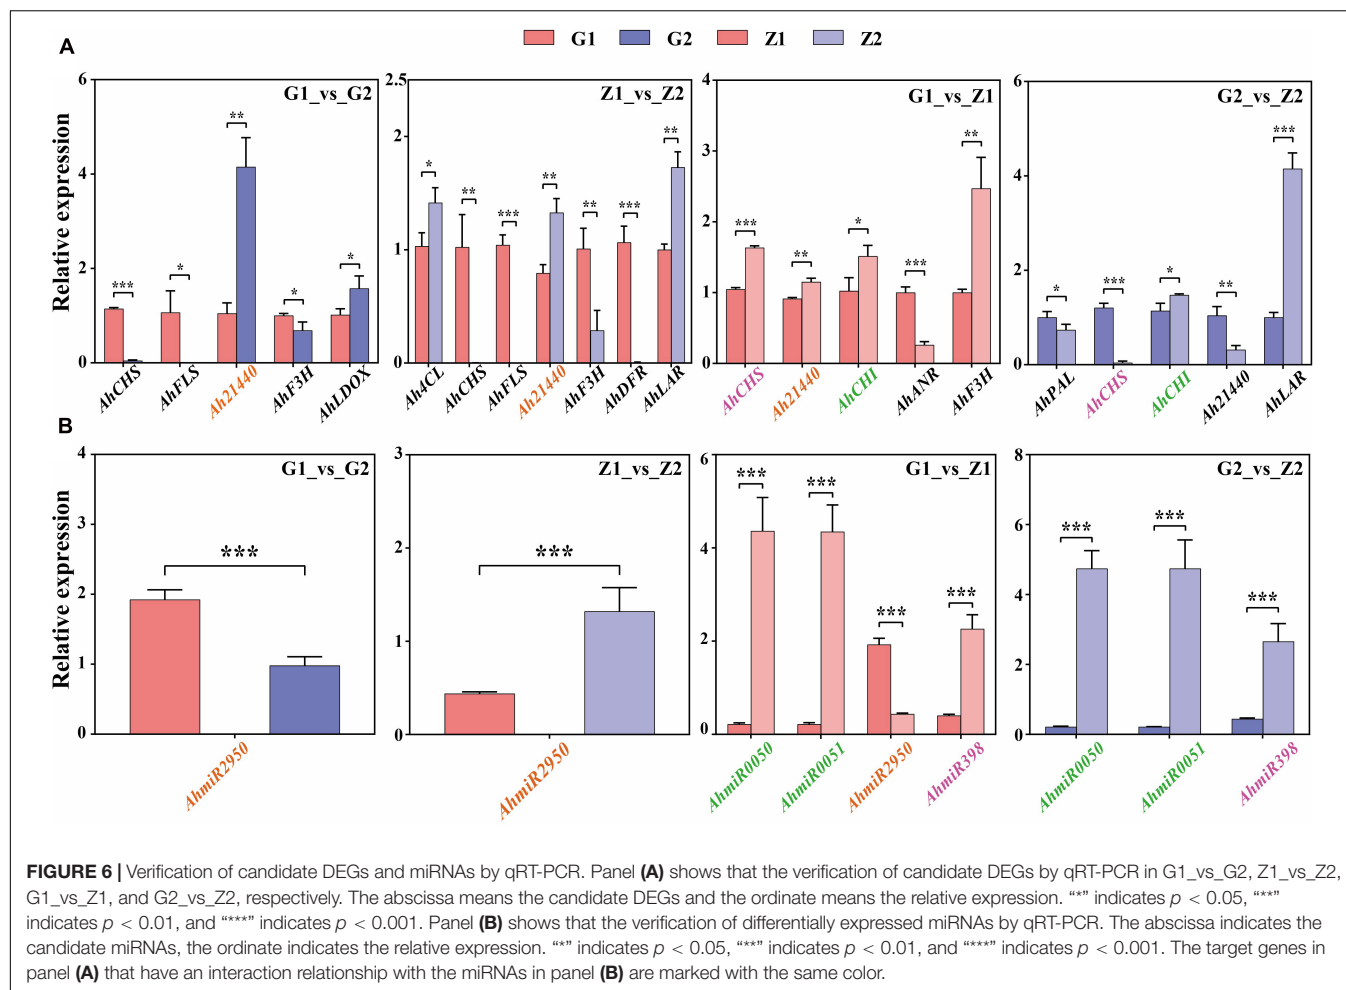 G1 G2 Z1 Z2
A
Relative expression
6
4
2
0
G1_vs_G2
***
*
**
*
*
AhCHS
AhFLS
Ah21440
AhF3H
AhLDOX
2.5
2
1
0
Z1_vs_Z2
*
**
***
**
**
***
**
Ah4CL
AhCHS
AhFLS
Ah21440
AhF3H
AhDFR
AhLAR
4
3
2
1
0
G1_vs_Z1
***
**
*
***
**
AhCHS
Ah21440
AhCHI
AhANR
AhF3H
6
4
2
0
G2_vs_Z2
*
***
*
**
***
AhPAL
AhCHS
AhCHI
Ah21440
AhLAR
B
Relative expression
4
3
2
1
0
G1_vs_G2
***
AhmiR2950
3
2
1
0
Z1_vs_Z2
***
AhmiR2950
6
4
2
0
G1_vs_Z1
***
***
***
***
AhmiR0050
AhmiR0051
AhmiR2950
AhmiR398
8
6
4
2
0
G2_vs_Z2
***
***
***
AhmiR0050
AhmiR0051
AhmiR398
FIGURE 6 | Verification of candidate DEGs and miRNAs by qRT-PCR. Panel (A) shows that the verification of candidate DEGs by qRT-PCR in G1_vs_G2, Z1_vs_Z2,
G1_vs_Z1, and G2_vs_Z2, respectively. The abscissa means the candidate DEGs and the ordinate means the relative expression. “*” indicates p < 0.05, “**”
indicates p < 0.01, and “***” indicates p < 0.001. Panel (B) shows that the verification of differentially expressed miRNAs by qRT-PCR. The abscissa indicates the
candidate miRNAs, the ordinate indicates the relative expression. “*” indicates p < 0.05, “**” indicates p < 0.01, and “***” indicates p < 0.001. The target genes in
panel (A) that have an interaction relationship with the miRNAs in panel (B) are marked with the same color.